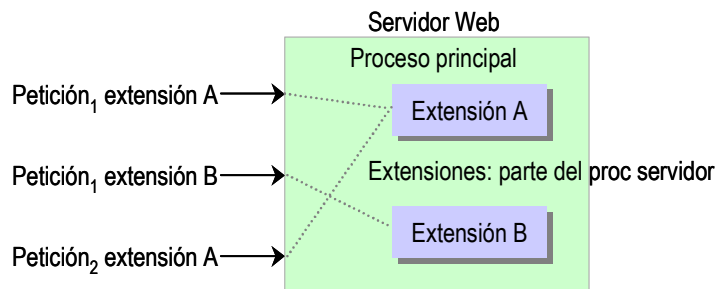 Servidor Web
Proceso principal
Petición1 extensión A
Extensión A
Petición1 extensión B
Extensiones: parte del proc servidor
Extensión B
Petición2 extensión A